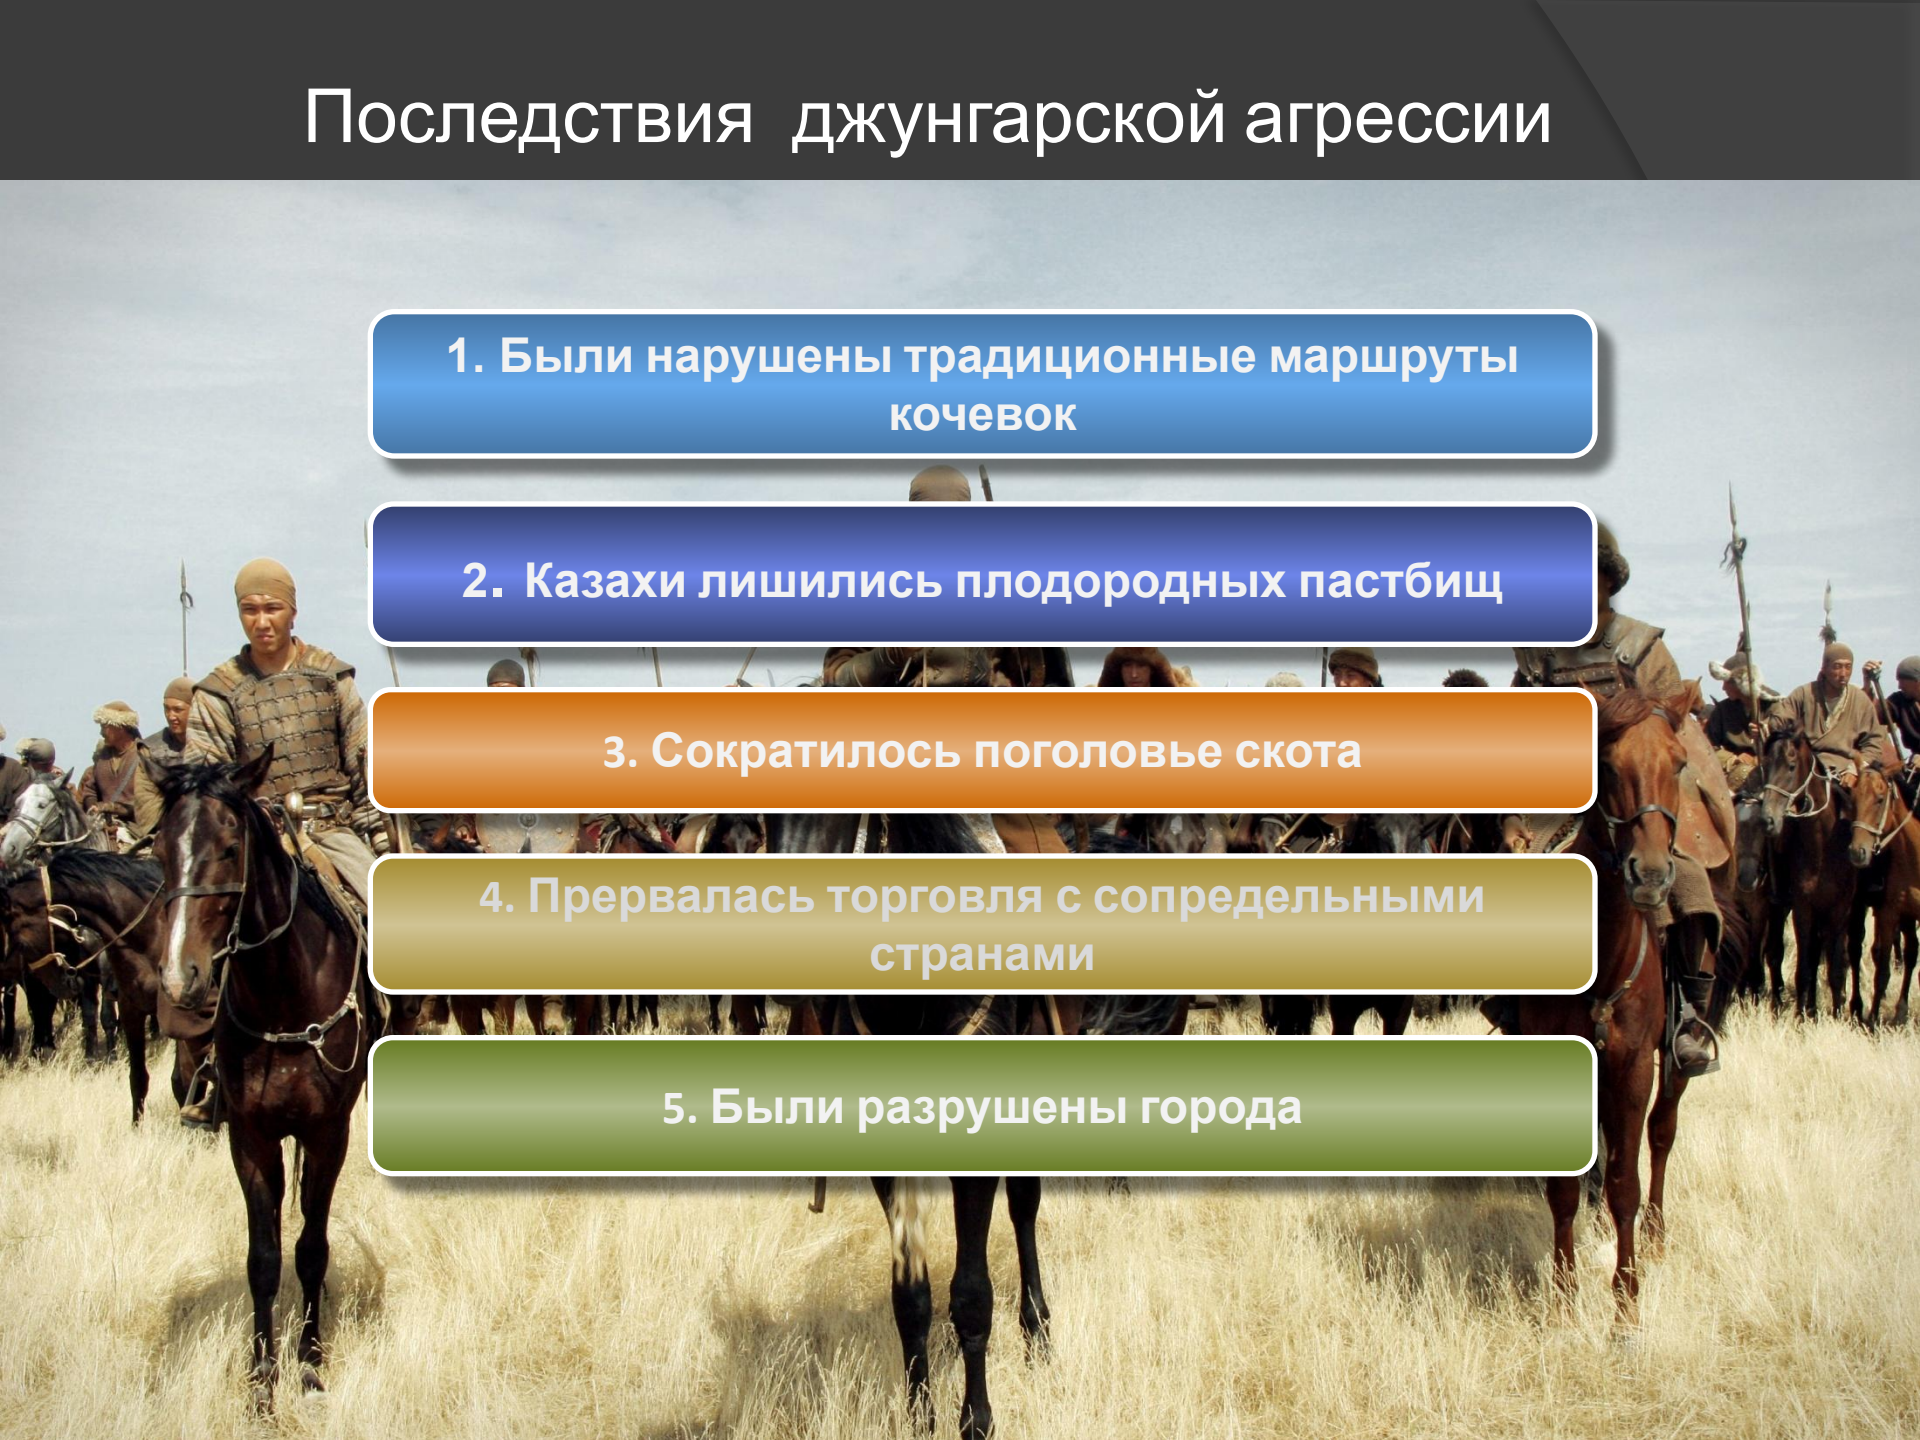 Последствия джунгарской агрессии
1. Были нарушены традиционные маршруты
кочевок
2. Казахи лишились плодородных пастбищ
3. Сократилось поголовье скота
4. Прервалась торговля с сопредельными
странами
5. Были разрушены города